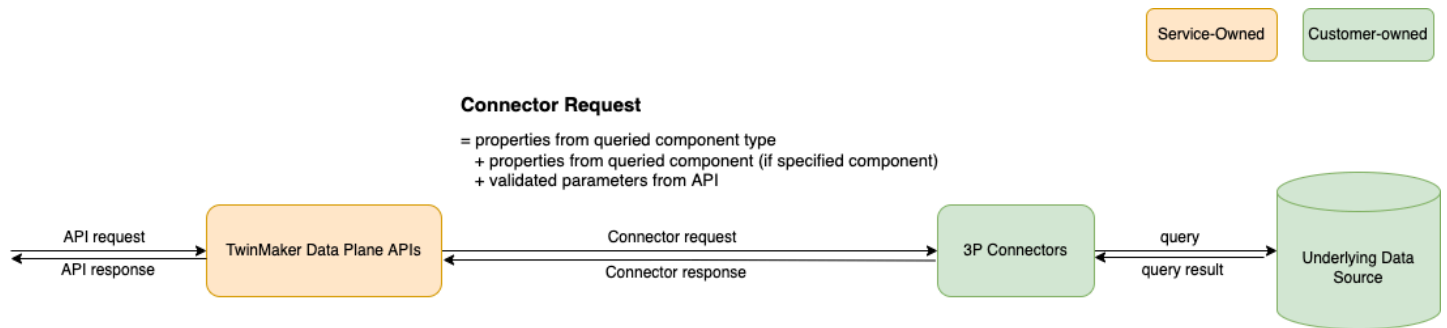 Service-Owned
Customer-owned
Connector Request
= properties from queried component type
+ properties from queried component (if specified component)
+ validated parameters from API
API request
API response
TwinMaker Data Plane APIs
Connector request
Connector response
3P Connectors
query
query result
Underlying Data
Source